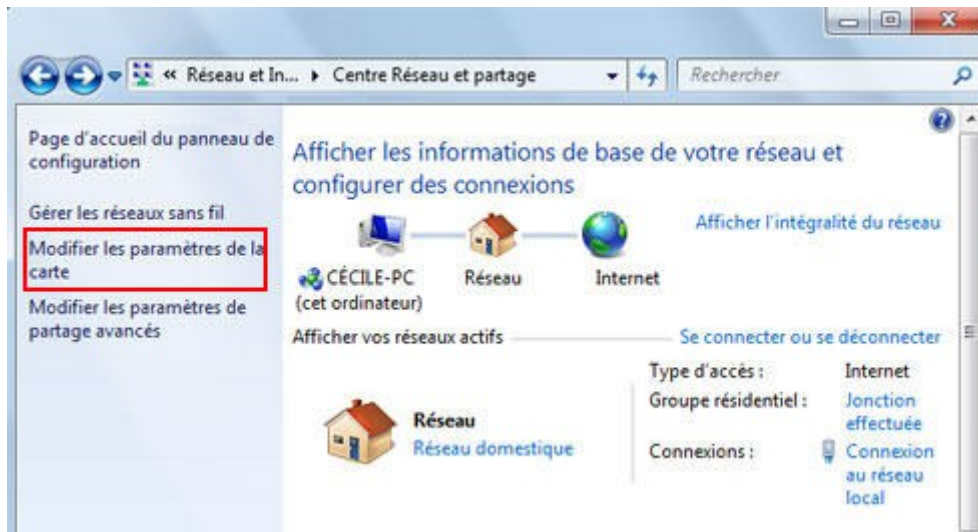 « Réseau et In... ▸ Centre Réseau et partage
Rechercher
Page d'accueil du panneau de
configuration
Gérer les réseaux sans fil
Modifier les paramètres de la
carte
Modifier les paramètres de
partage avancés
Afficher les informations de base de votre réseau et
configurer des connexions
Afficher l'intégralité du réseau
CÉCILE-PC
(cet ordinateur)
Réseau
Internet
Afficher vos réseaux actifs
Se connecter ou se déconnecter
Réseau
Réseau domestique
Type d'accès : Internet
Groupe résidentiel : Jonction
effectuée
Connexions : Connexion
au réseau
local